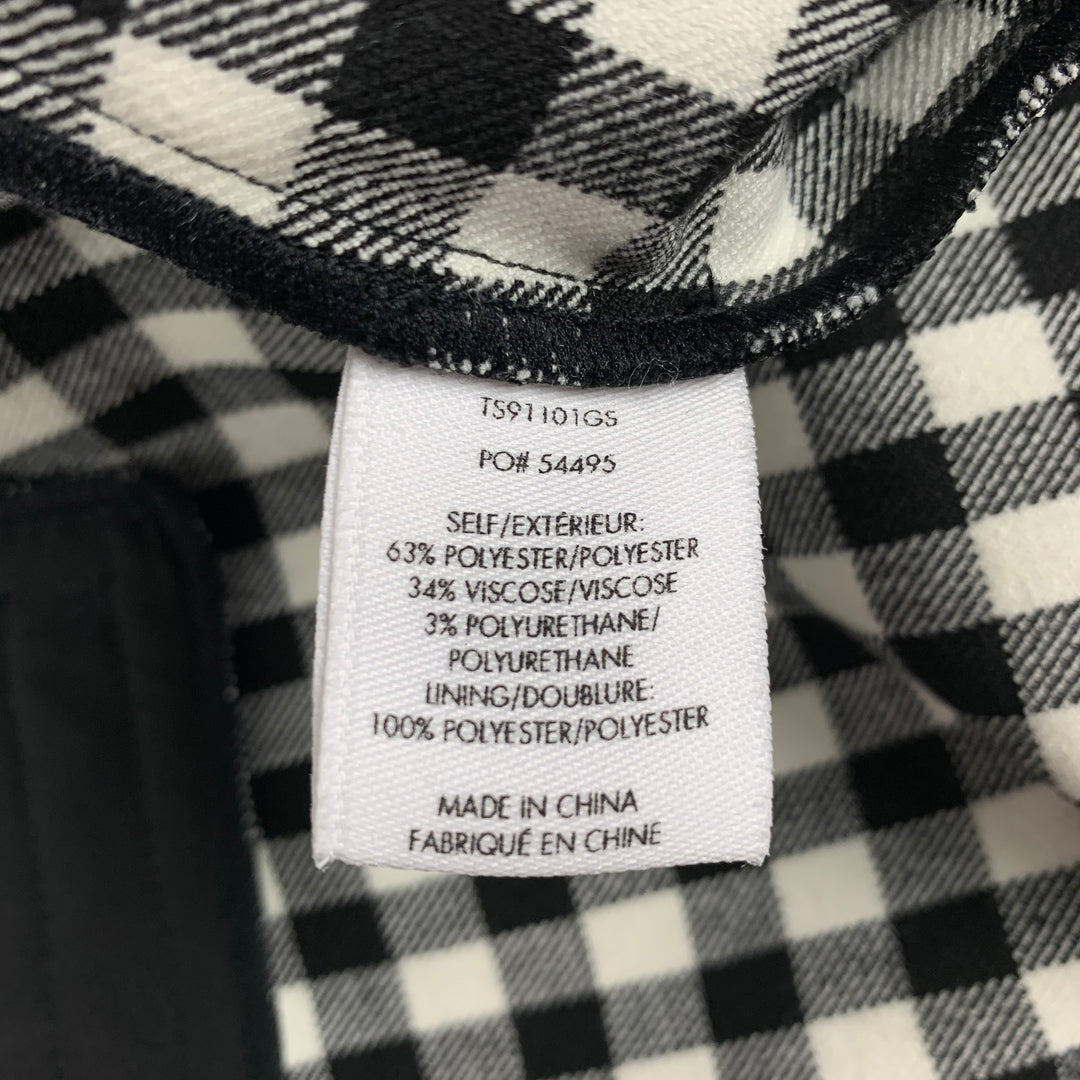 TS91101GS
PO# 54495
SELF/EXTÉRIEUR:
63% POLYESTER/POLYESTER
34% VISCOSE/VISCOSE
3% POLYURETHANE/
POLYURETHANE
LINING/DOUBLURE:
100% POLYESTER/POLYESTER
MADE IN CHINA
FABRIQUÉ EN CHINE